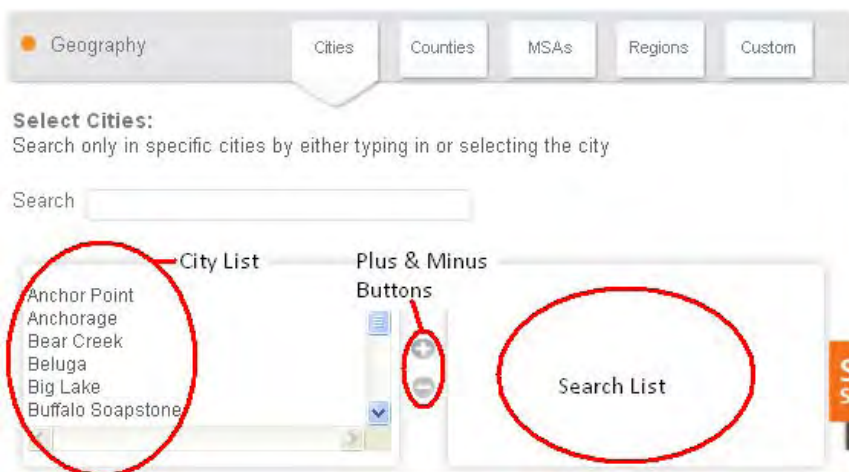 Geography Cities Counties MSAs Regions Custom
Select Cities:
Search only in specific cities by either typing in or selecting the city
Search
City List
Plus & Minus
Buttons
Anchor Point
Anchorage
Bear Creek
Beluga
Big Lake
Buffalo Soapstone
Search List